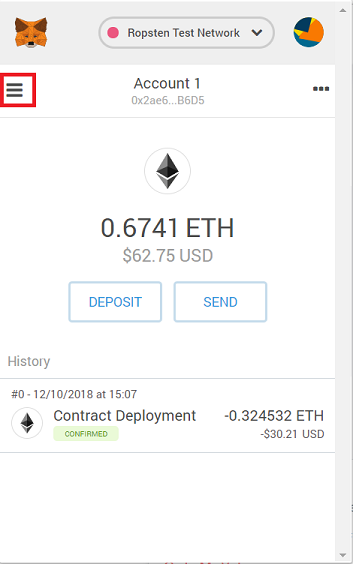 Ropsten Test Network
Account 1
0x2ae6...B6D5
0.6741 ETH
$62.75 USD
DEPOSIT SEND
History
#0 - 12/10/2018 at 15:07
Contract Deployment -0.324532 ETH
CONFIRMED -$30.21 USD